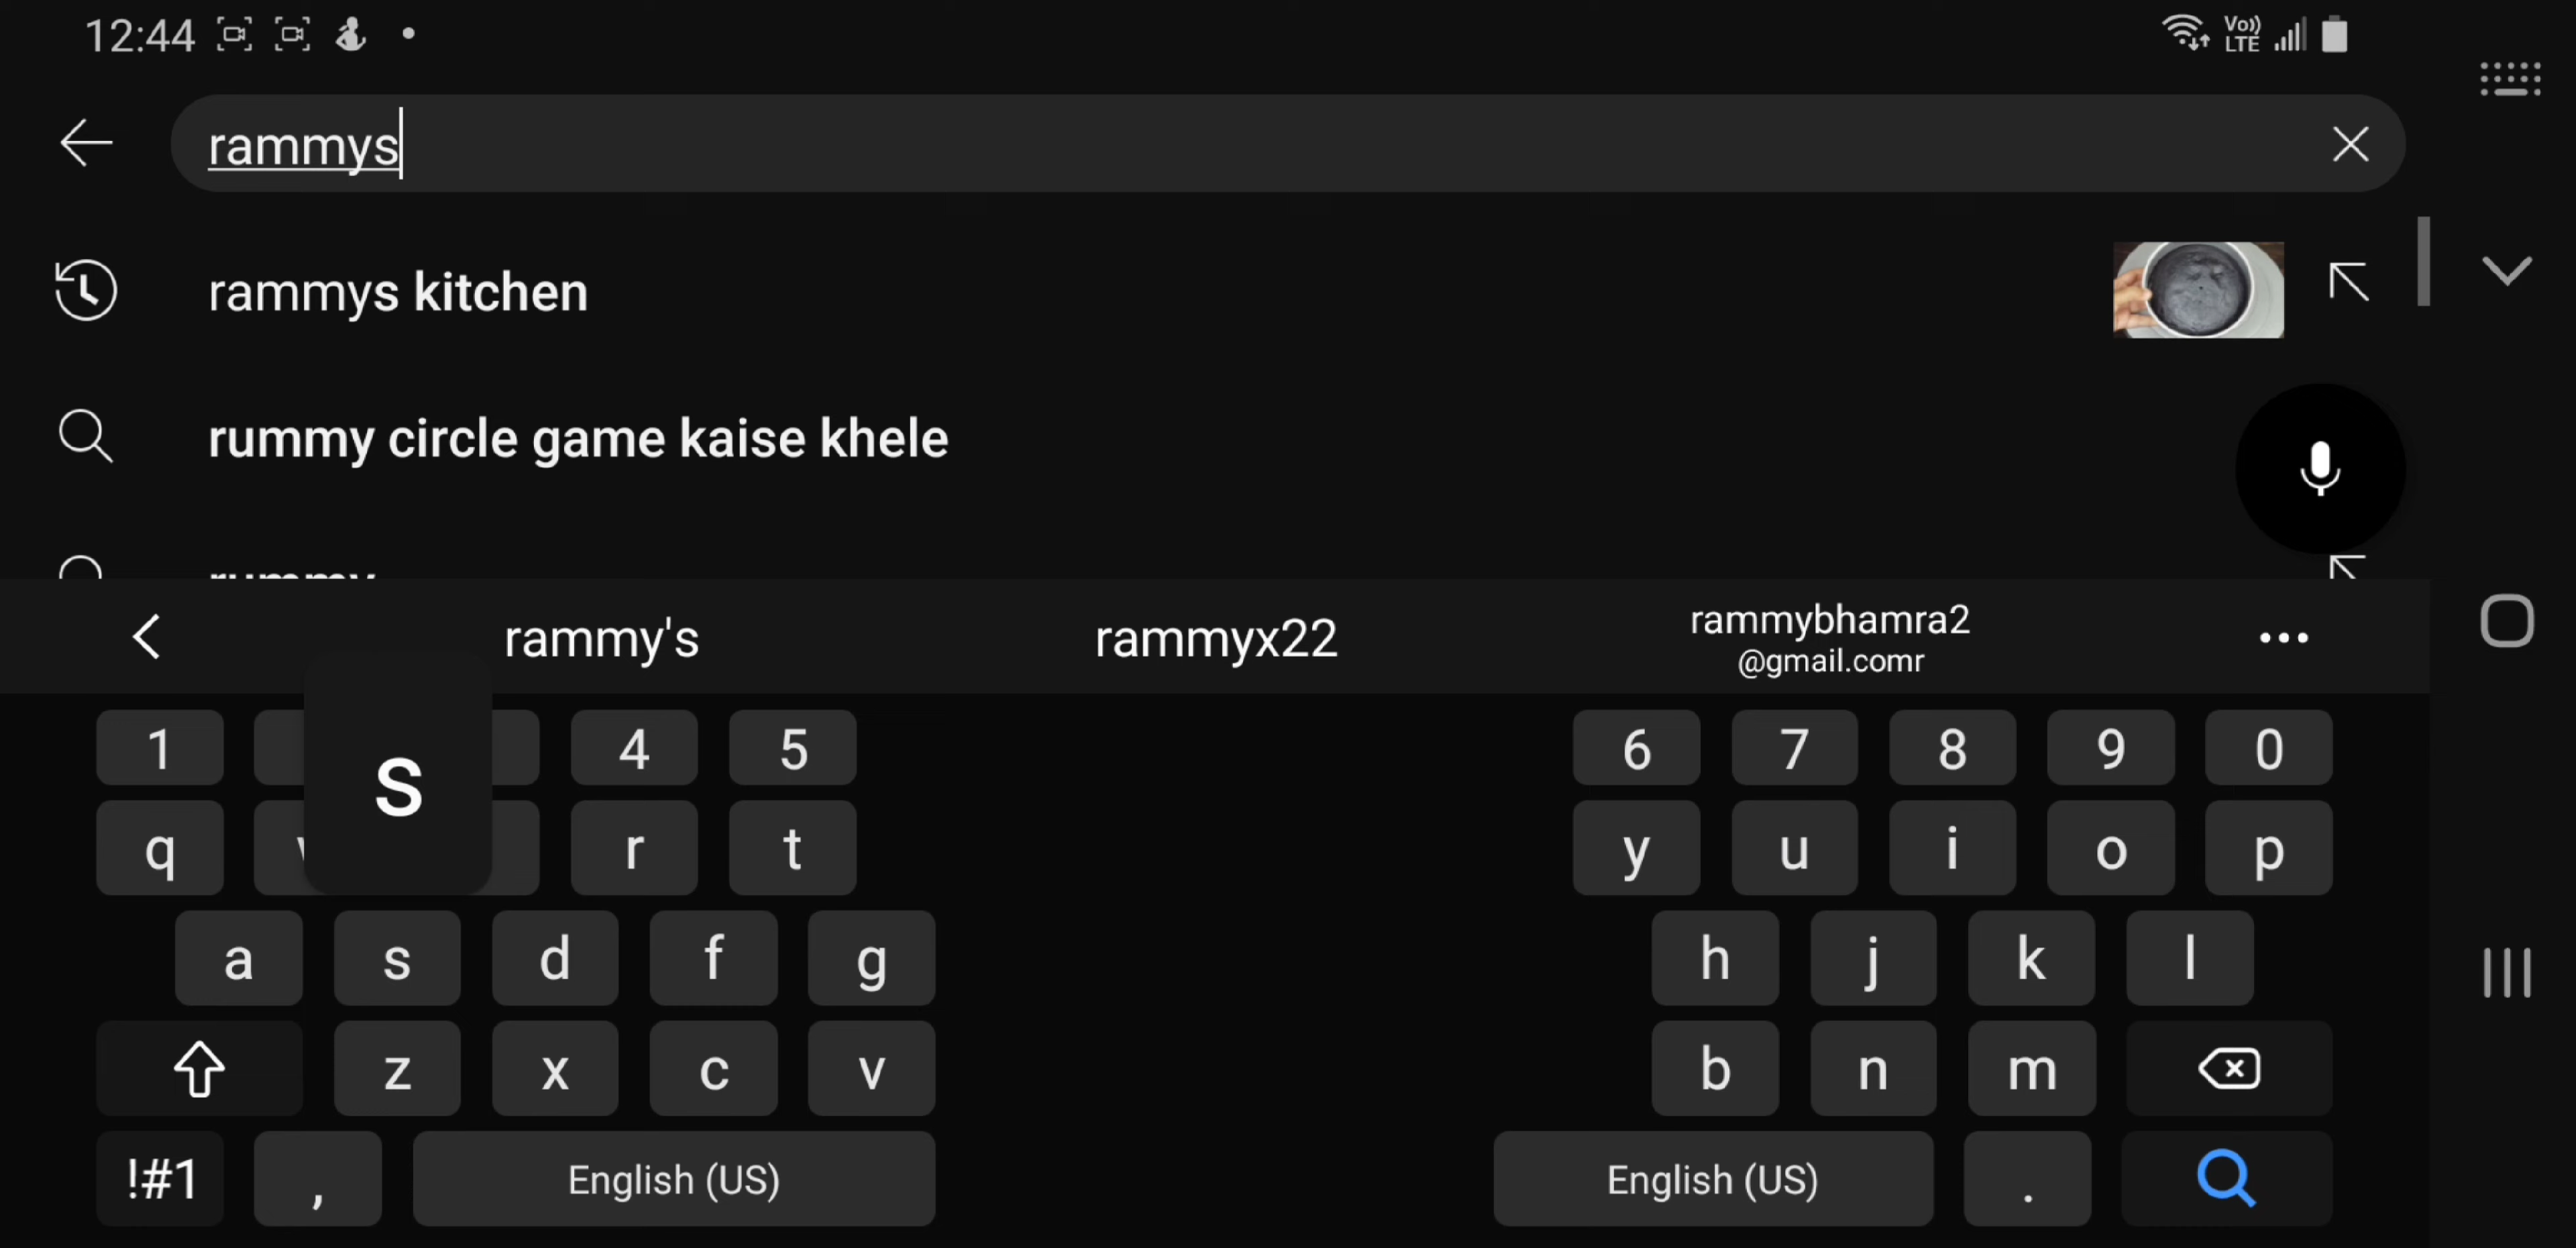 12:44
Vo)) LTE
rammys
rammys kitchen
rummy circle game kaise khele
rummy
rammy's rammyx22 rammybhamra2
@gmail.comr
1 4 5 6 7 8 9 0
s
q r t y u i o p
a s d f g h j k l
z x c v b n m
!#1 , English (US) English (US) .